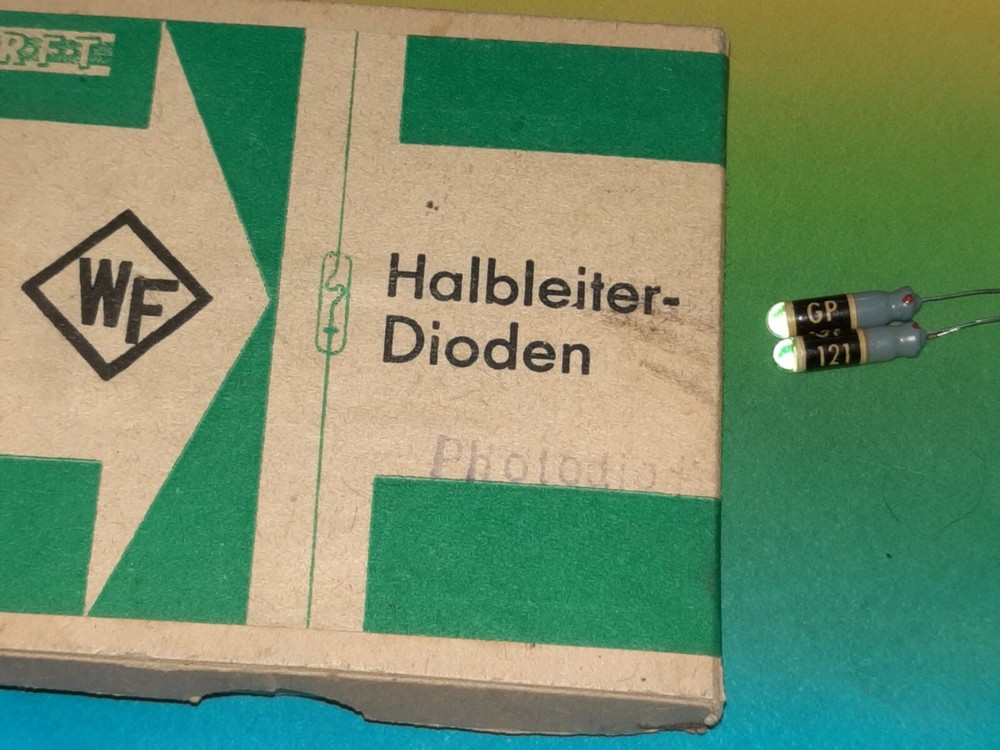 RFT
WF
Halbleiter-
Dioden
GP
121